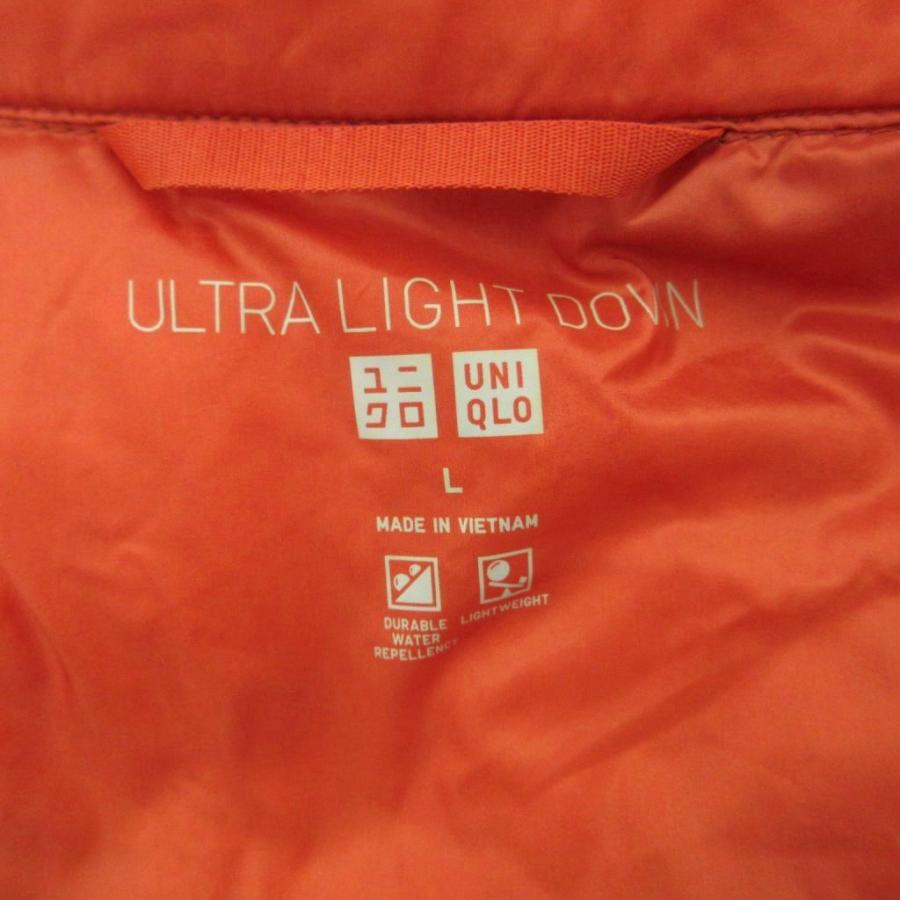 ULTRA LIGHT DOWN
ユニ
クロ
UNI
QLO
L
MADE IN VIETNAM
DURABLE
WATER
REPELLENCY
LIGHTWEIGHT